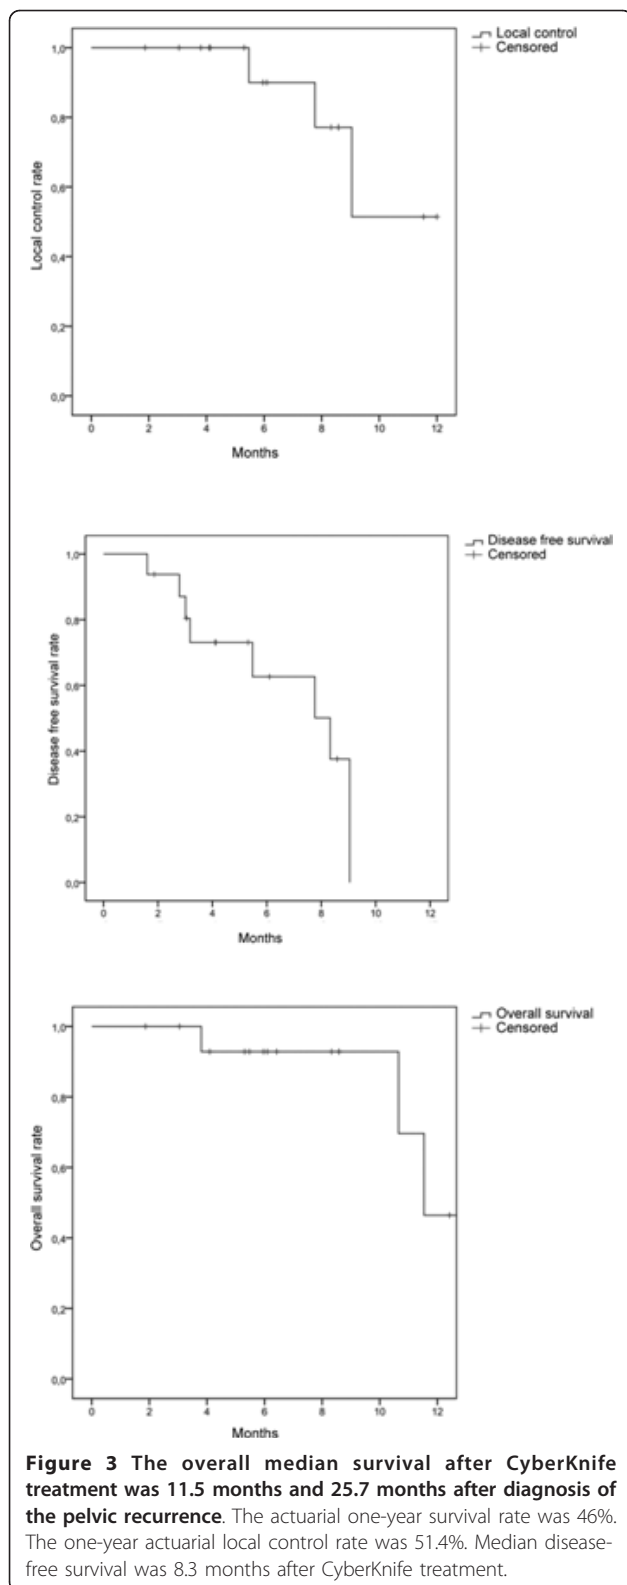 Local control
Censored
1,0
0,8
0,6
0,4
0,2
0,0
Local control rate
0 2 4 6 8 10 12
Months
Disease free survival
Censored
1,0
0,8
0,6
0,4
0,2
0,0
Disease free survival rate
0 2 4 6 8 10 12
Months
Overall survival
Censored
1,0
0,8
0,6
0,4
0,2
0,0
Overall survival rate
0 2 4 6 8 10 12
Months
Figure 3 The overall median survival after CyberKnife
treatment was 11.5 months and 25.7 months after diagnosis of
the pelvic recurrence. The actuarial one-year survival rate was 46%.
The one-year actuarial local control rate was 51.4%. Median disease-
free survival was 8.3 months after CyberKnife treatment.